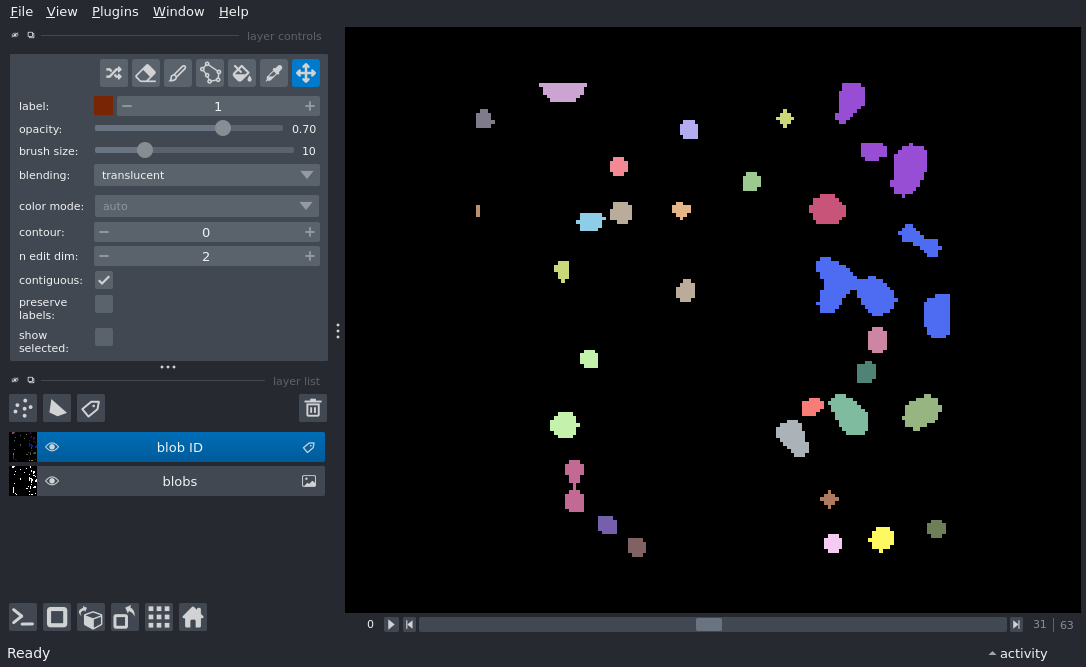 File View Plugins Window Help
layer controls
label: 1
opacity: 0.70
brush size: 10
blending: translucent
color mode: auto
contour: 0
n edit dim: 2
contiguous:
preserve
labels:
show
selected:
layer list
blob ID
blobs
0 31 63
Ready activity